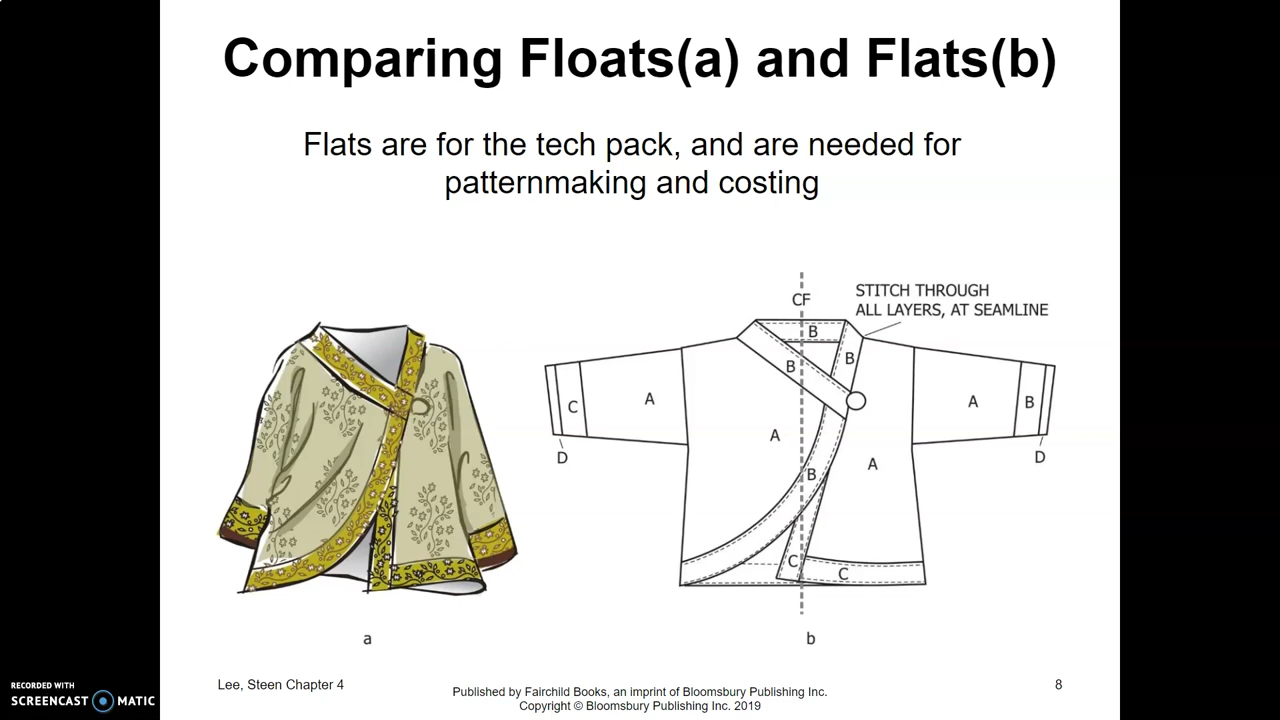 Comparing Floats(a) and Flats(b)
Flats are for the tech pack, and are needed for
patternmaking and costing
CF
STITCH THROUGH
ALL LAYERS, AT SEAMLINE
B
B
B
C
A
A
B
A
A
D
B
D
C
C
a
b
Lee, Steen Chapter 4
Published by Fairchild Books, an imprint of Bloomsbury Publishing Inc.
Copyright © Bloomsbury Publishing Inc. 2019
8
RECORDED WITH
SCREENCAST MATIC